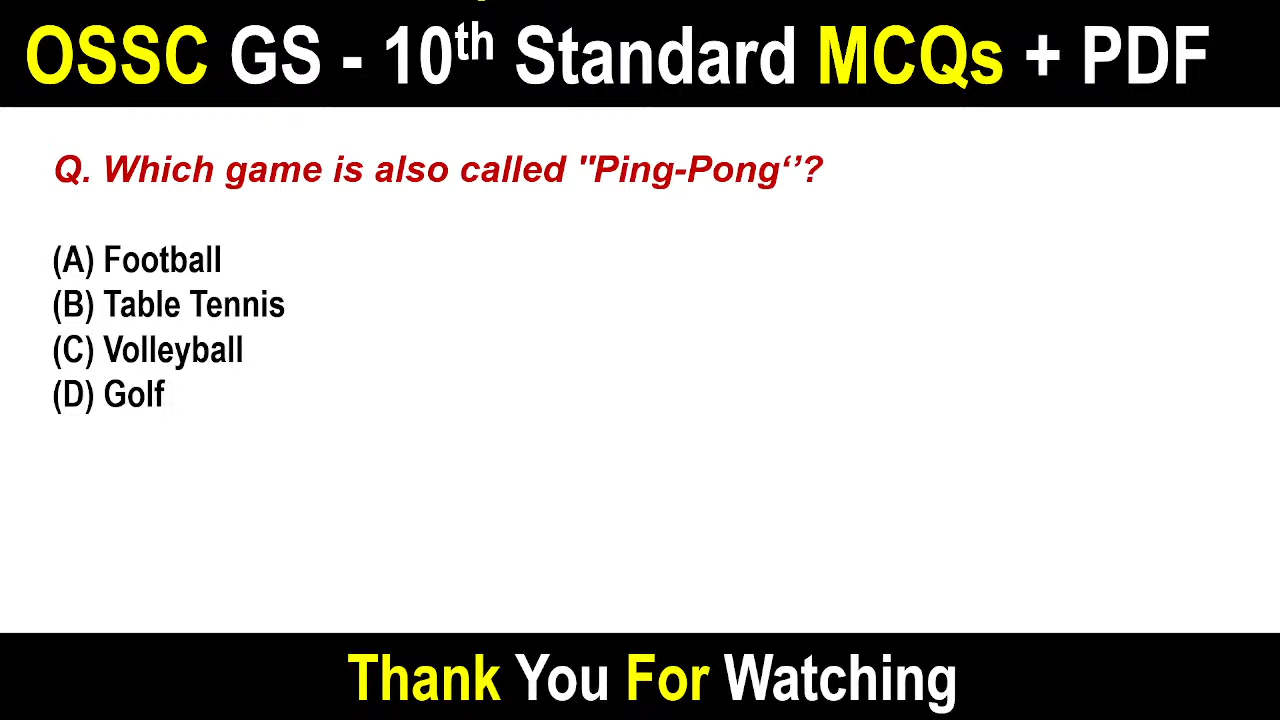 OSSC GS - 10th Standard MCQs + PDF
Q. Which game is also called "Ping-Pong‘’?
(A) Football
(B) Table Tennis
(C) Volleyball
(D) Golf
Thank You For Watching